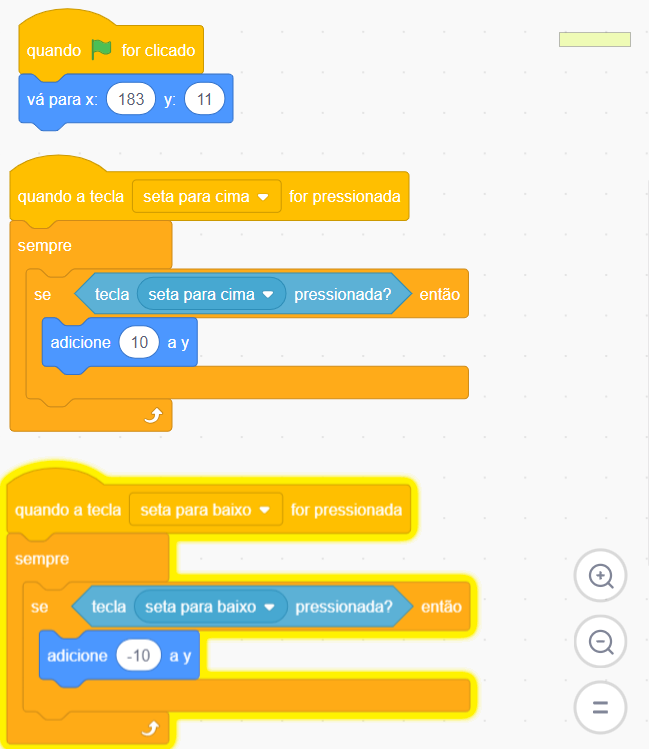 quando for clicado
vá para x: 183 y: 11
quando a tecla seta para cima for pressionada
sempre
se tecla seta para cima pressionada? então
adicione 10 a y
quando a tecla seta para baixo for pressionada
sempre
se tecla seta para baixo pressionada? então
adicione -10 a y